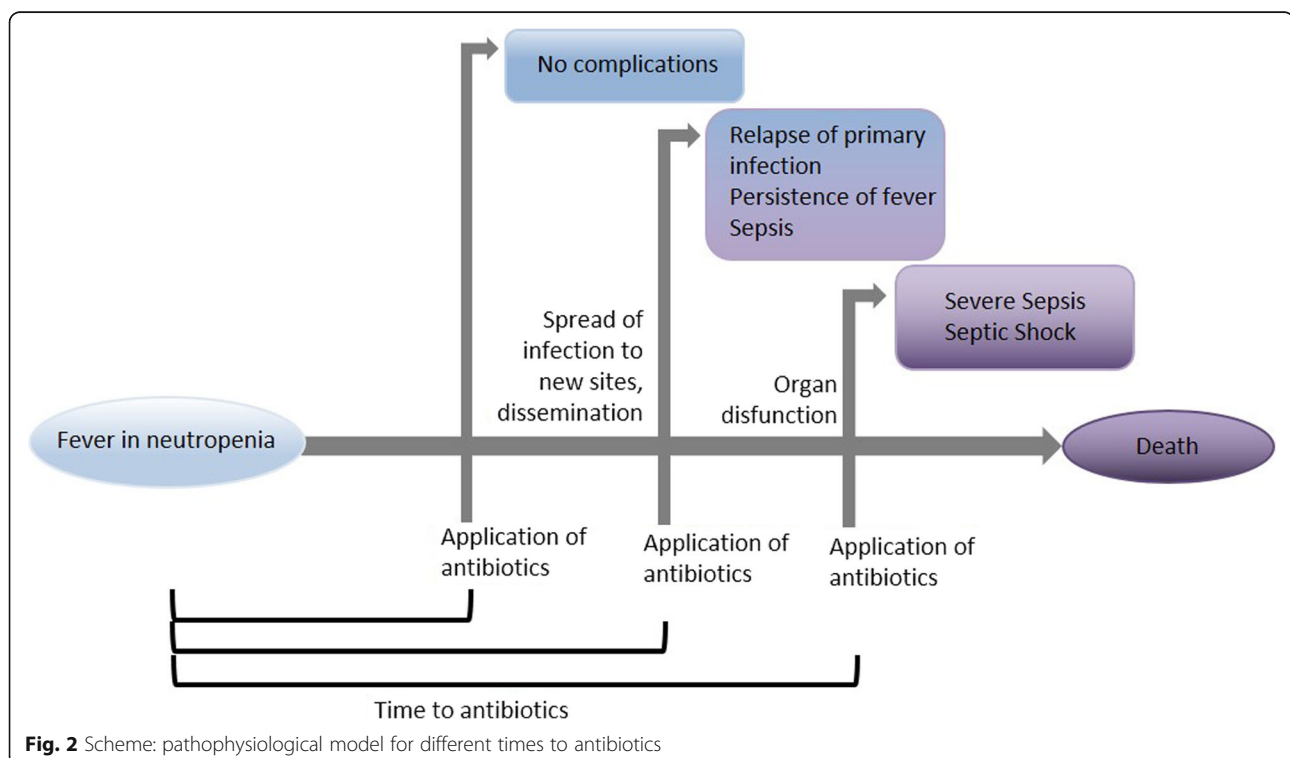 No complications
Relapse of primary
infection
Persistence of fever
Sepsis
Severe Sepsis
Septic Shock
Spread of
infection to
new sites,
dissemination
Organ
disfunction
Fever in neutropenia
Death
Application of
antibiotics
Application of
antibiotics
Application of
antibiotics
Time to antibiotics
Fig. 2 Scheme: pathophysiological model for different times to antibiotics